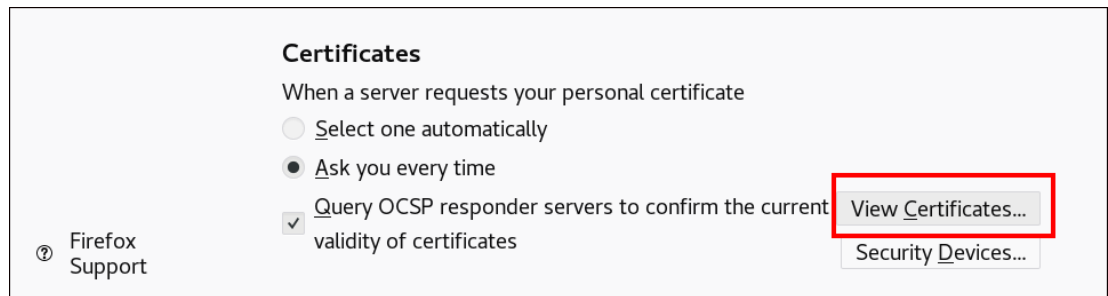 Certificates
When a server requests your personal certificate
Select one automatically
Ask you every time
Query OCSP responder servers to confirm the current
validity of certificates
View Certificates...
Security Devices...
Firefox
Support